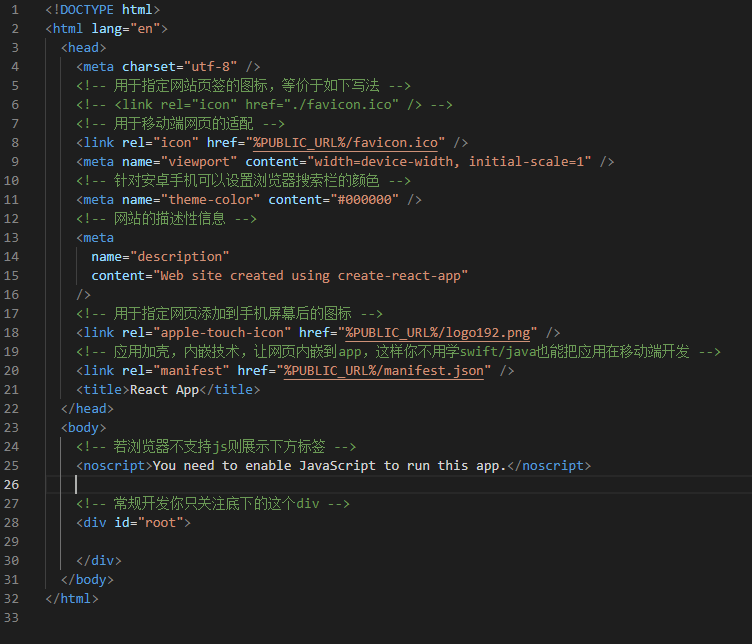 1 <!DOCTYPE html>
2 <html lang="en">
3 <head>
4 <meta charset="utf-8" />
5 <!-- 用于指定网站页签的图标，等价于如下写法 -->
6 <!-- <link rel="icon" href="./favicon.ico" /> -->
7 <!-- 用于移动端网页的适配 -->
8 <link rel="icon" href="%PUBLIC_URL%/favicon.ico" />
9 <meta name="viewport" content="width=device-width, initial-scale=1" />
10 <!-- 针对安卓手机可以设置浏览器搜索栏的颜色 -->
11 <meta name="theme-color" content="#000000" />
12 <!-- 网站的描述性信息 -->
13 <meta
14 name="description"
15 content="Web site created using create-react-app"
16 />
17 <!-- 用于指定网页添加到手机屏幕后的图标 -->
18 <link rel="apple-touch-icon" href="%PUBLIC_URL%/logo192.png" />
19 <!-- 应用加壳，内嵌技术，让网页内嵌到app，这样你不用学swift/java也能把应用在移动端开发 -->
20 <link rel="manifest" href="%PUBLIC_URL%/manifest.json" />
21 <title>React App</title>
22 </head>
23 <body>
24 <!-- 若浏览器不支持js则展示下方标签 -->
25 <noscript>You need to enable JavaScript to run this app.</noscript>
26
27 <!-- 常规开发你只关注底下的这个div -->
28 <div id="root">
29
30 </div>
31 </body>
32 </html>
33